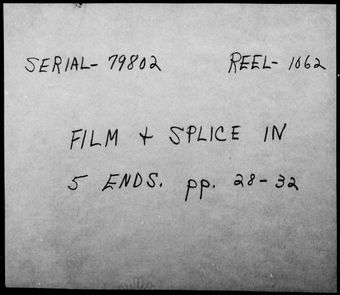 SERIAL- 79802 REEL- 1062
FILM + SPLICE IN
5 ENDS. pp. 28-32